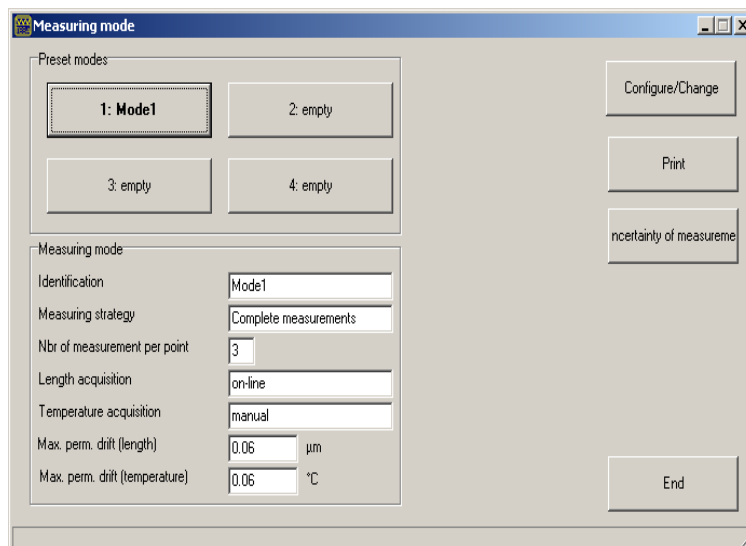 Measuring mode
Preset modes
1: Mode1
2: empty
3: empty
4: empty
Configure/Change
Print
ncertainty of measureme
Measuring mode
Identification
Mode1
Measuring strategy
Complete measurements
Nbr of measurement per point
3
Length acquisition
on-line
Temperature acquisition
manual
Max. perm. drift (length)
0.06
µm
Max. perm. drift (temperature)
0.06
°C
End